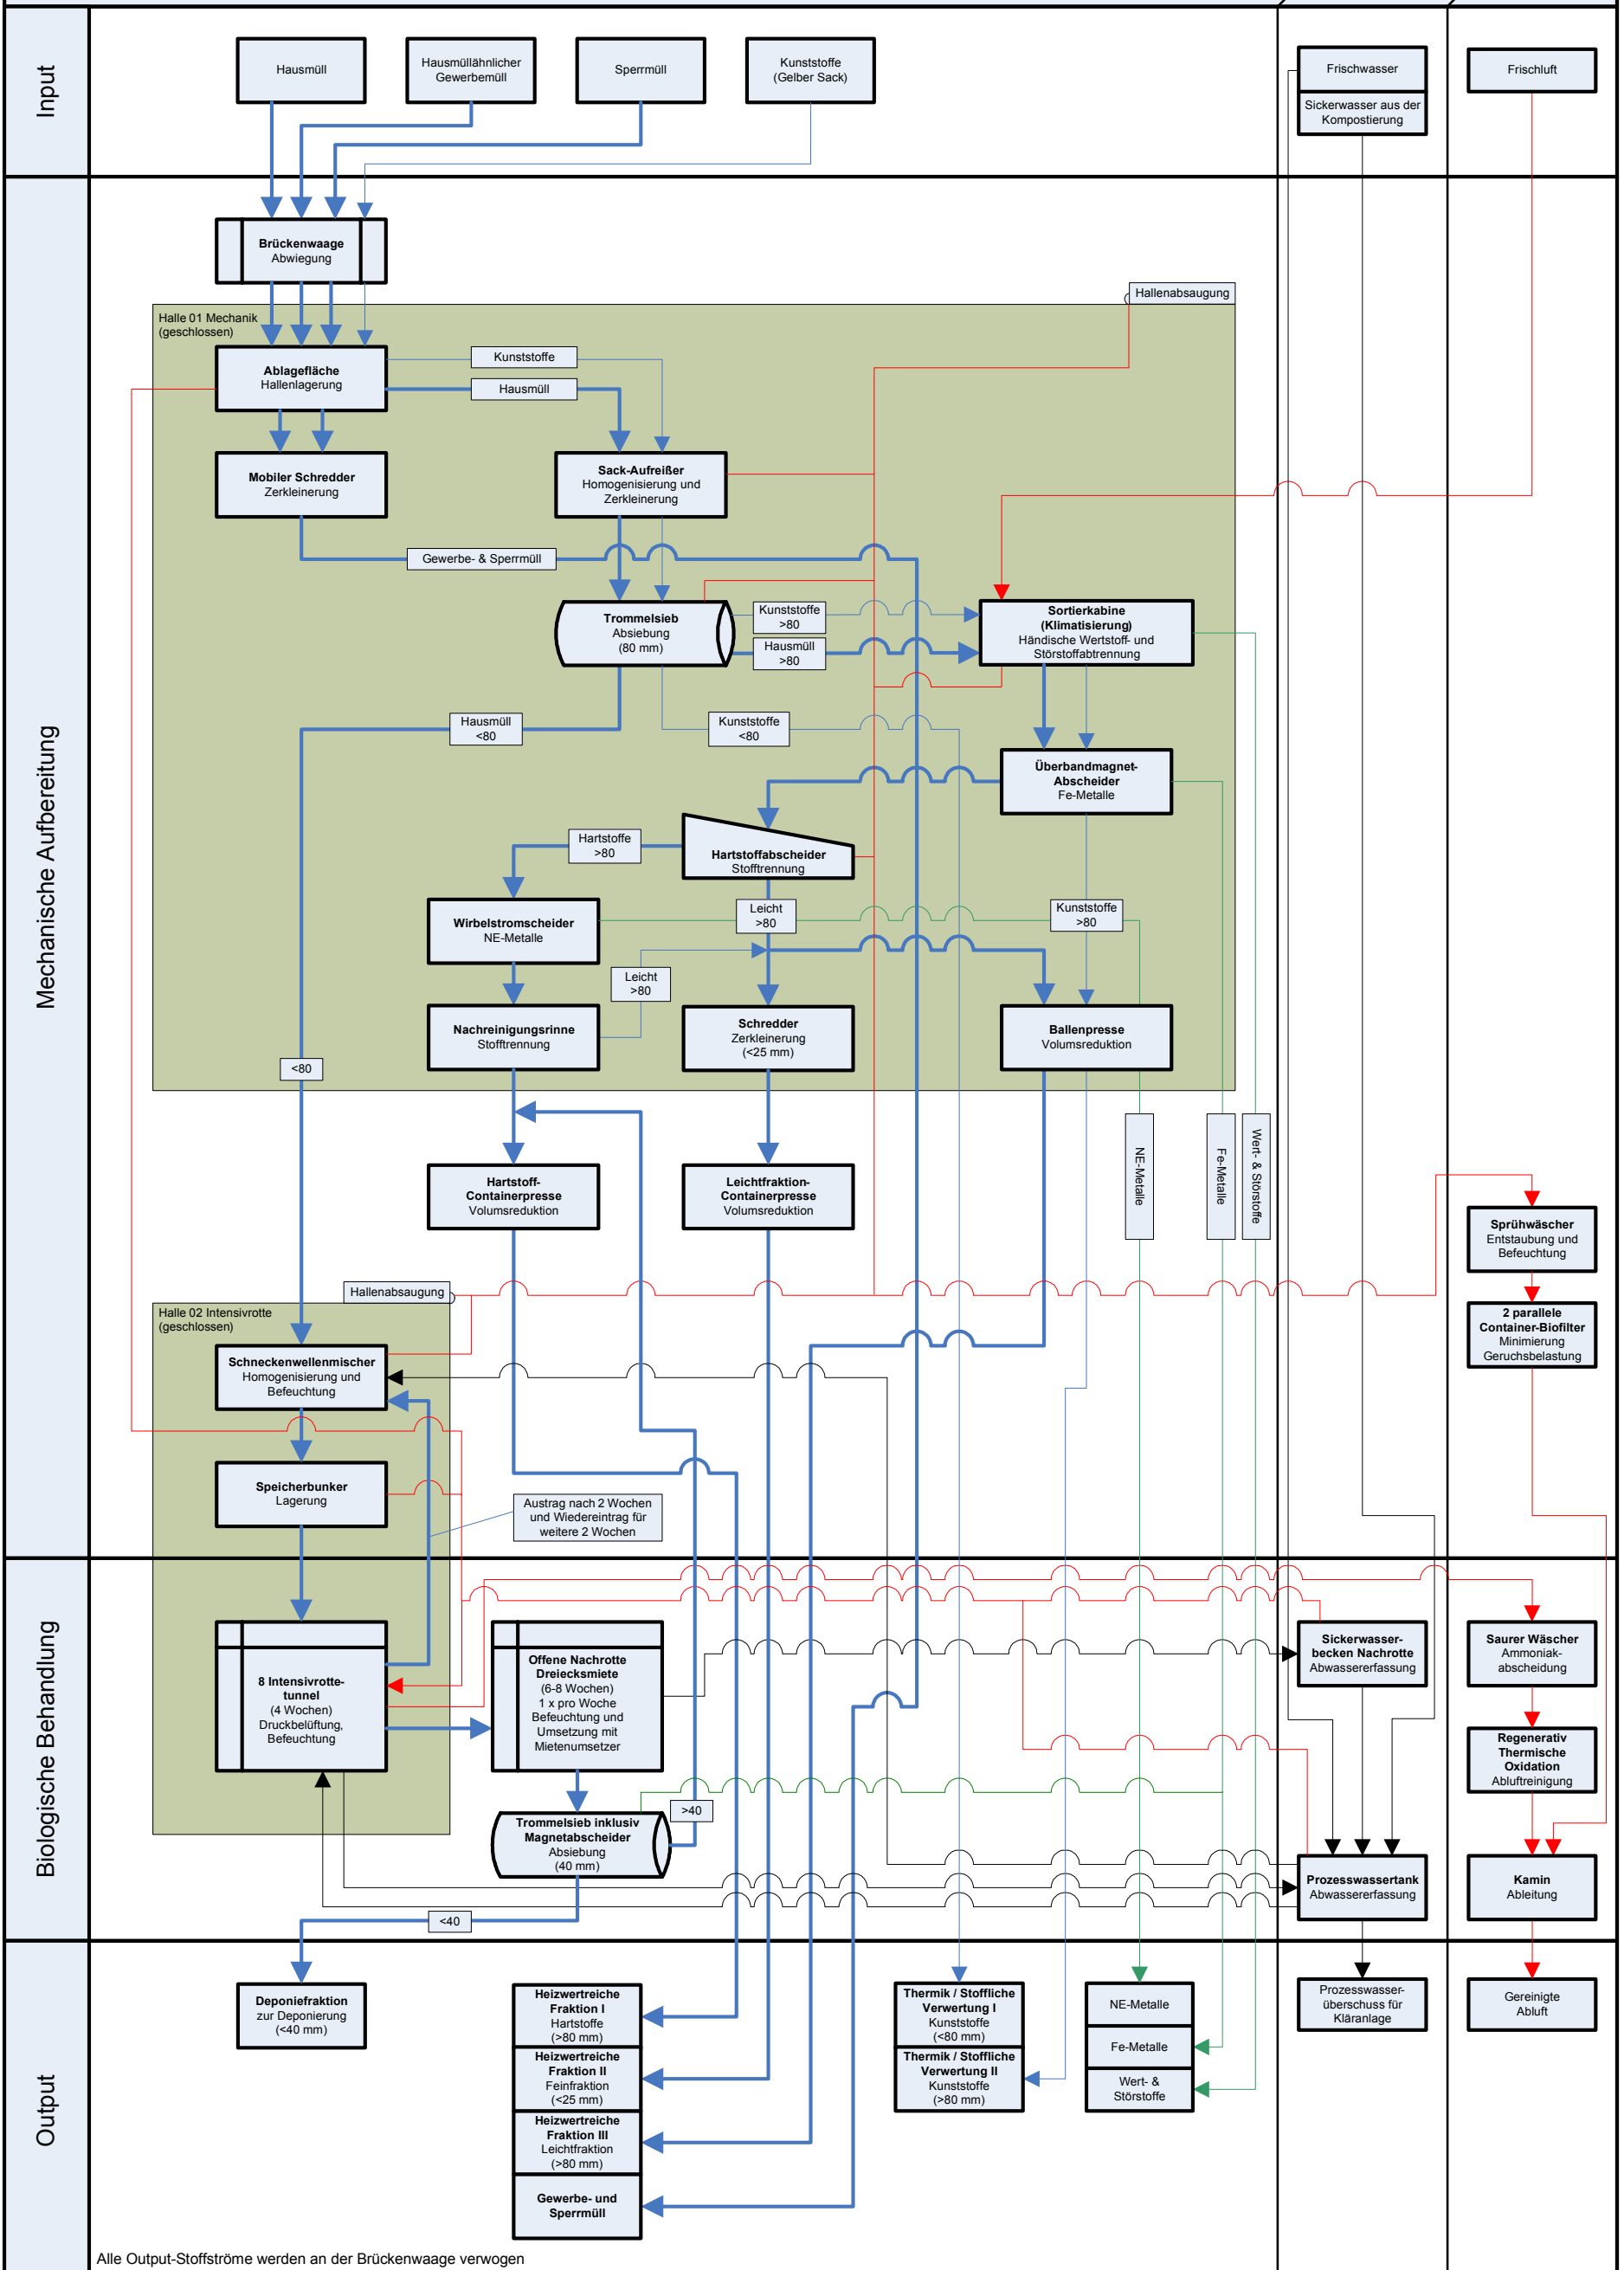 Input
Hausmüll
Hausmüllähnlicher
Gewerbemüll
Sperrmüll
Kunststoffe
(Gelber Sack)
Frischwasser
Sickerwasser aus der
Kompostierung
Frischluft
Mechanische Aufbereitung
Brückenwaage
Abwiegung
Hallenabsaugung
Halle 01 Mechanik
(geschlossen)
Ablagefläche
Hallenlagerung
Kunststoffe
Hausmüll
Mobiler Schredder
Zerkleinerung
Sack-Aufreißer
Homogenisierung und
Zerkleinerung
Gewerbe- & Sperrmüll
Trommelsieb
Absiebung
(80 mm)
Kunststoffe
>80
Hausmüll
>80
Sortierkabine
(Klimatisierung)
Händische Wertstoff- und
Störstoffabtrennung
Hausmüll
<80
Kunststoffe
<80
Überbandmagnet-
Abscheider
Fe-Metalle
Hartstoffe
>80
Hartstoffabscheider
Stofftrennung
Wirbelstromscheider
NE-Metalle
Leicht
>80
Kunststoffe
>80
Leicht
>80
Nachreinigungsrinne
Stofftrennung
Schredder
Zerkleinerung
(<25 mm)
Ballenpresse
Volumsreduktion
<80
NE-Metalle
Fe-Metalle
Wert- & Störstoffe
Hartstoff-
Containerpresse
Volumsreduktion
Leichtfraktion-
Containerpresse
Volumsreduktion
Sprühwäscher
Entstaubung und
Befeuchtung
Hallenabsaugung
Halle 02 Intensivrotte
(geschlossen)
2 parallele
Container-Biofilter
Minimierung
Geruchsbelastung
Schneckenwellenmischer
Homogenisierung und
Befeuchtung
Speicherbunker
Lagerung
Austrag nach 2 Wochen
und Wiedereintrag für
weitere 2 Wochen
Biologische Behandlung
8 Intensivrotte-
tunnel
(4 Wochen)
Druckbelüftung,
Befeuchtung
Offene Nachrotte
Dreiecksmiete
(6-8 Wochen)
1 x pro Woche
Befeuchtung und
Umsetzung mit
Mietenumsetzer
Sickerwasser-
becken Nachrotte
Abwassererfassung
Saurer Wäscher
Ammoniak-
abscheidung
Regenerativ
Thermische
Oxidation
Abluftreinigung
>40
Trommelsieb inklusiv
Magnetabscheider
Absiebung
(40 mm)
Prozesswassertank
Abwassererfassung
Kamin
Ableitung
<40
Output
Deponiefraktion
zur Deponierung
(<40 mm)
Heizwertreiche
Fraktion I
Hartstoffe
(>80 mm)
Heizwertreiche
Fraktion II
Feinfraktion
(<25 mm)
Heizwertreiche
Fraktion III
Leichtfraktion
(>80 mm)
Gewerbe- und
Sperrmüll
Thermik / Stoffliche
Verwertung I
Kunststoffe
(<80 mm)
Thermik / Stoffliche
Verwertung II
Kunststoffe
(>80 mm)
NE-Metalle
Fe-Metalle
Wert- &
Störstoffe
Prozesswasser-
überschuss für
Kläranlage
Gereinigte
Abluft
Alle Output-Stoffströme werden an der Brückenwaage verwogen